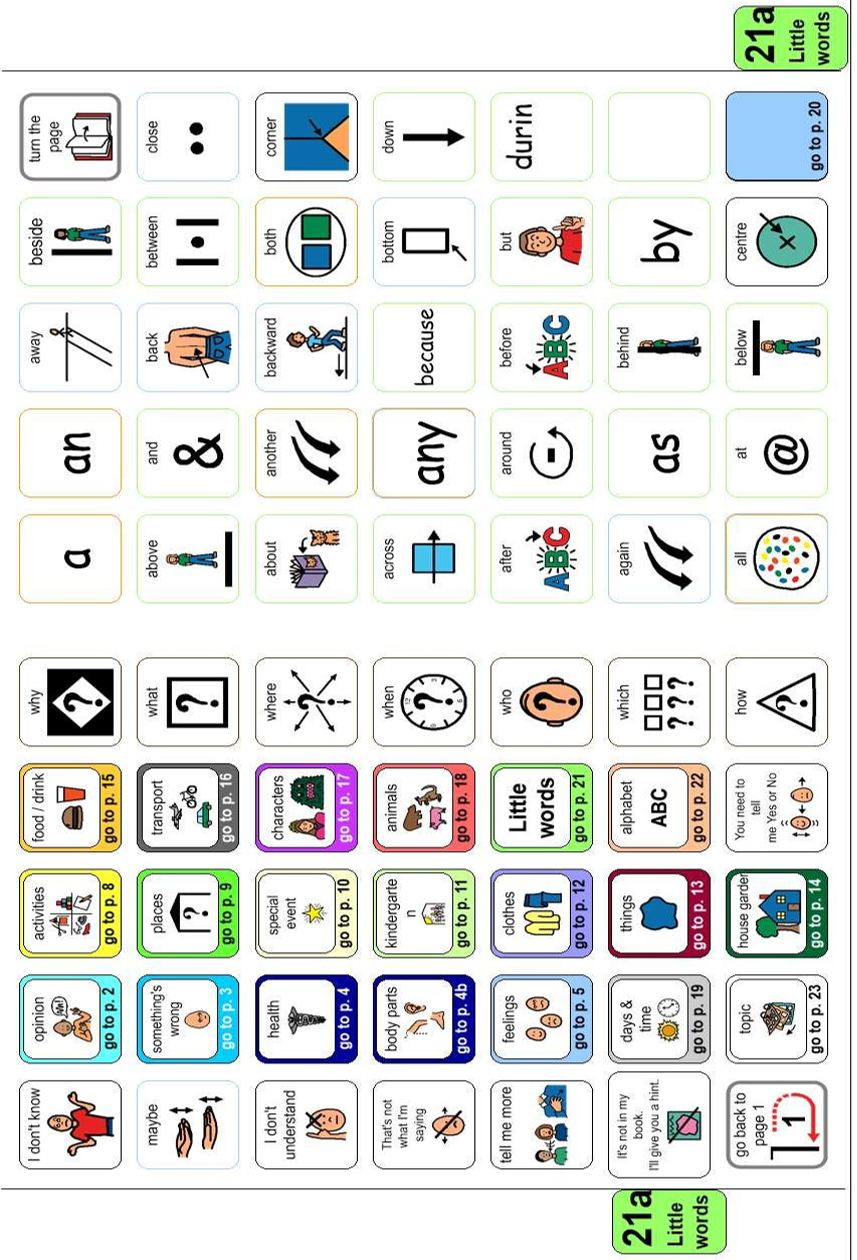 I don't know
opinion
go to p. 2
activities
go to p. 8
food / drink
go to p. 15
why
?
maybe
something's
wrong
go to p. 3
places
?
go to p. 9
transport
go to p. 16
what
?
I don't
understand
health
go to p. 4
special
event
go to p. 10
characters
go to p. 17
where
?
That's not
what I'm
saying
body parts
go to p. 4b
kindergarte
n
go to p. 11
animals
go to p. 18
when
?
tell me more
feelings
go to p. 5
clothes
go to p. 12
Little
words
go to p. 21
who
?
It's not in my
book.
I'll give you a hint.
days &
time
go to p. 19
things
go to p. 13
alphabet
ABC
go to p. 22
which
? ? ?
go back to
page 1
1
topic
go to p. 23
house garden
go to p. 14
You need to
tell
me Yes or No
how
?
21a
Little
words
a
an
away
beside
turn the
page
above
and
&
back
between
close
about
another
backward
both
corner
across
any
because
bottom
down
after
ABC
around
before
ABC
but
durin
again
as
behind
by
all
at
@
below
centre
x
go to p. 20
21a
Little
words